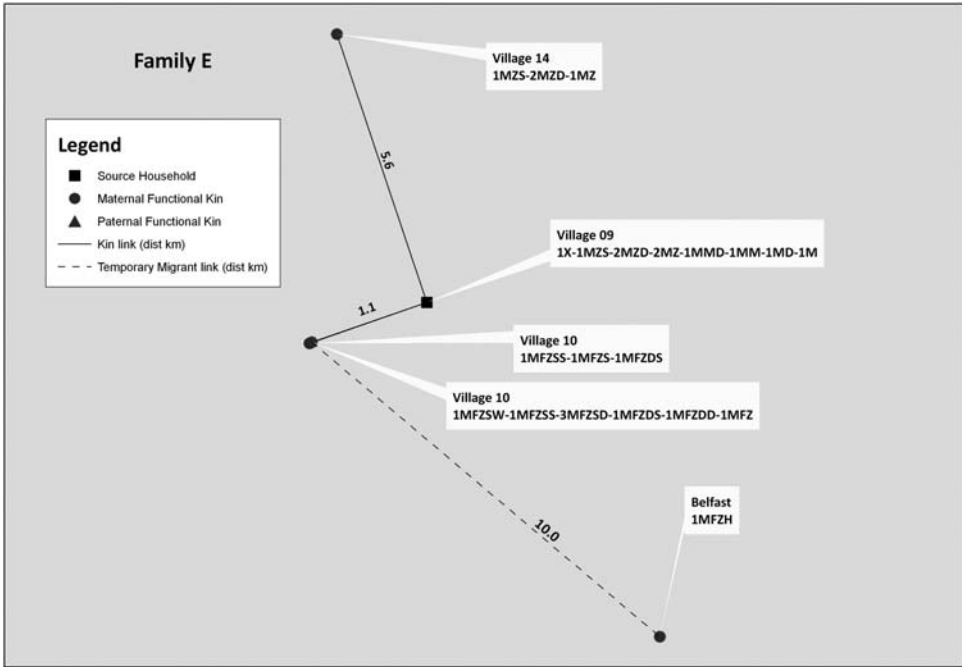 Family E
Village 14
1MZS-2MZD-1MZ
Legend
Source Household
Maternal Functional Kin
Paternal Functional Kin
Kin link (dist km)
Temporary Migrant link (dist km)
5.6
Village 09
1X-1MZS-2MZD-2MZ-1MMD-1MM-1MD-1M
1.1
Village 10
1MFZSS-1MFZS-1MFZDS
Village 10
1MFZSW-1MFZSS-3MFZSD-1MFZDS-1MFZDD-1MFZ
Belfast
1MFZH
10.0